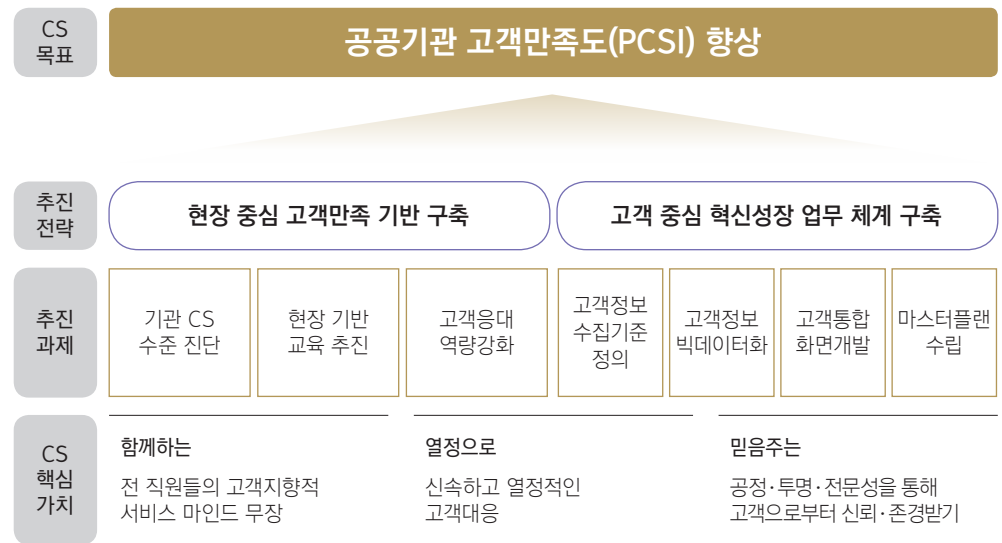 CS
목표
공공기관 고객만족도(PCSI) 향상
추진
전략
현장 중심 고객만족 기반 구축
고객 중심 혁신성장 업무 체계 구축
추진
과제
기관 CS
수준 진단
현장 기반
교육 추진
고객응대
역량강화
고객정보
수집기준
정의
고객정보
빅데이터화
고객통합
화면개발
마스터플랜
수립
CS
핵심
가치
함께하는
전 직원들의 고객지향적
서비스 마인드 무장
열정으로
신속하고 열정적인
고객대응
믿음주는
공정·투명·전문성을 통해
고객으로부터 신뢰·존경받기